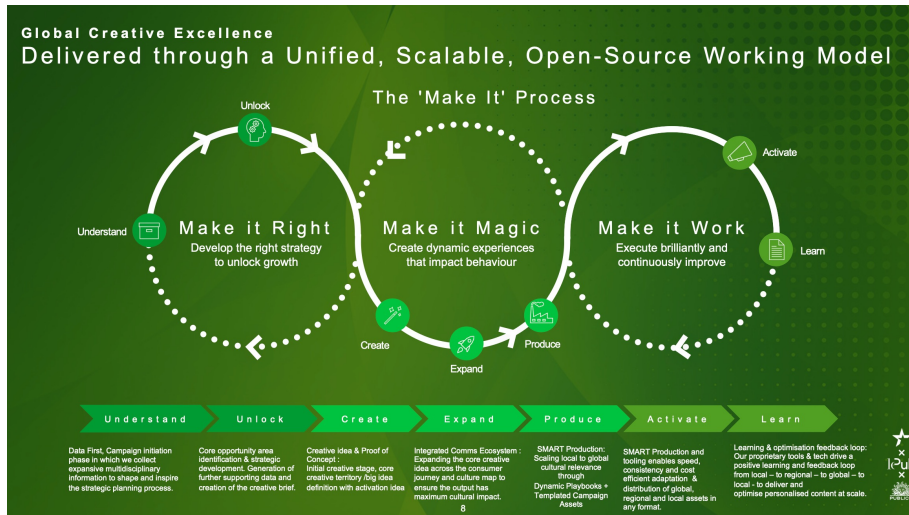 Global Creative Excellence
Delivered through a Unified, Scalable, Open-Source Working Model
The 'Make It' Process
Unlock
Activate
Understand
Make it Right
Develop the right strategy
to unlock growth
Make it Magic
Create dynamic experiences
that impact behaviour
Make it Work
Execute brilliantly and
continuously improve
Learn
Create
Expand
Produce
Understand
Unlock
Create
Expand
Produce
Activate
Learn
Data First, Campaign initiation
phase in which we collect
expansive multidisciplinary
information to shape and inspire
the strategic planning process.
Core opportunity area
identification & strategic
development. Generation of
further supporting data and
creation of the creative brief.
Creative idea & Proof of
Concept :
Initial creative stage, core
creative territory /big idea
definition with activation idea
Integrated Comms Ecosystem :
Expanding the core creative
idea across the consumer
journey and culture map to
ensure the output has
maximum cultural impact.
SMART Production:
Scaling local to global
cultural relevance
through
Dynamic Playbooks +
Templated Campaign
Assets
SMART Production and
tooling enables speed,
consistency and cost
efficient adaptation &
distribution of global,
regional and local assets in
any format.
Learning & optimisation feedback loop:
Our proprietary tools & tech drive a
positive learning and feedback loop
from local – to regional – to global – to
local - to deliver and
optimise personalised content at scale.
8